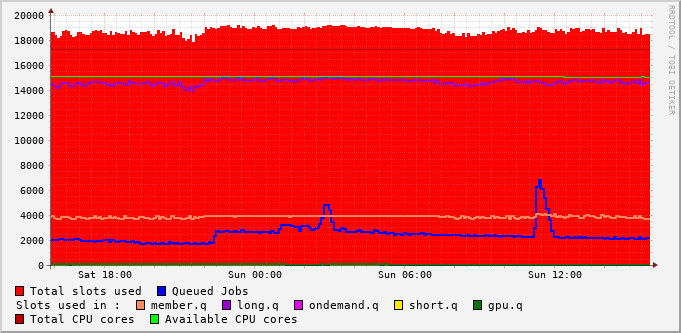 20000
18000
16000
14000
12000
10000
8000
6000
4000
2000
0
Sat 18:00 Sun 00:00 Sun 06:00 Sun 12:00
Total slots used Queued Jobs
Slots used in : member.q long.q ondemand.q short.q gpu.q
Total CPU cores Available CPU cores
RRDTOOL / TOBI OETIKER